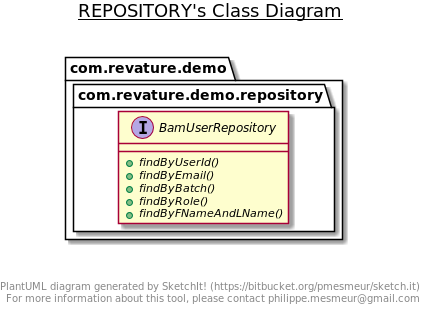 REPOSITORY's Class Diagram
com.revature.demo
com.revature.demo.repository
I BamUserRepository
findByUserId()
findByEmail()
findByBatch()
findByRole()
findByFNameAndLName()
PlantUML diagram generated by SketchIt! (https://bitbucket.org/pmesmeur/sketch.it)
For more information about this tool, please contact philippe.mesmeur@gmail.com